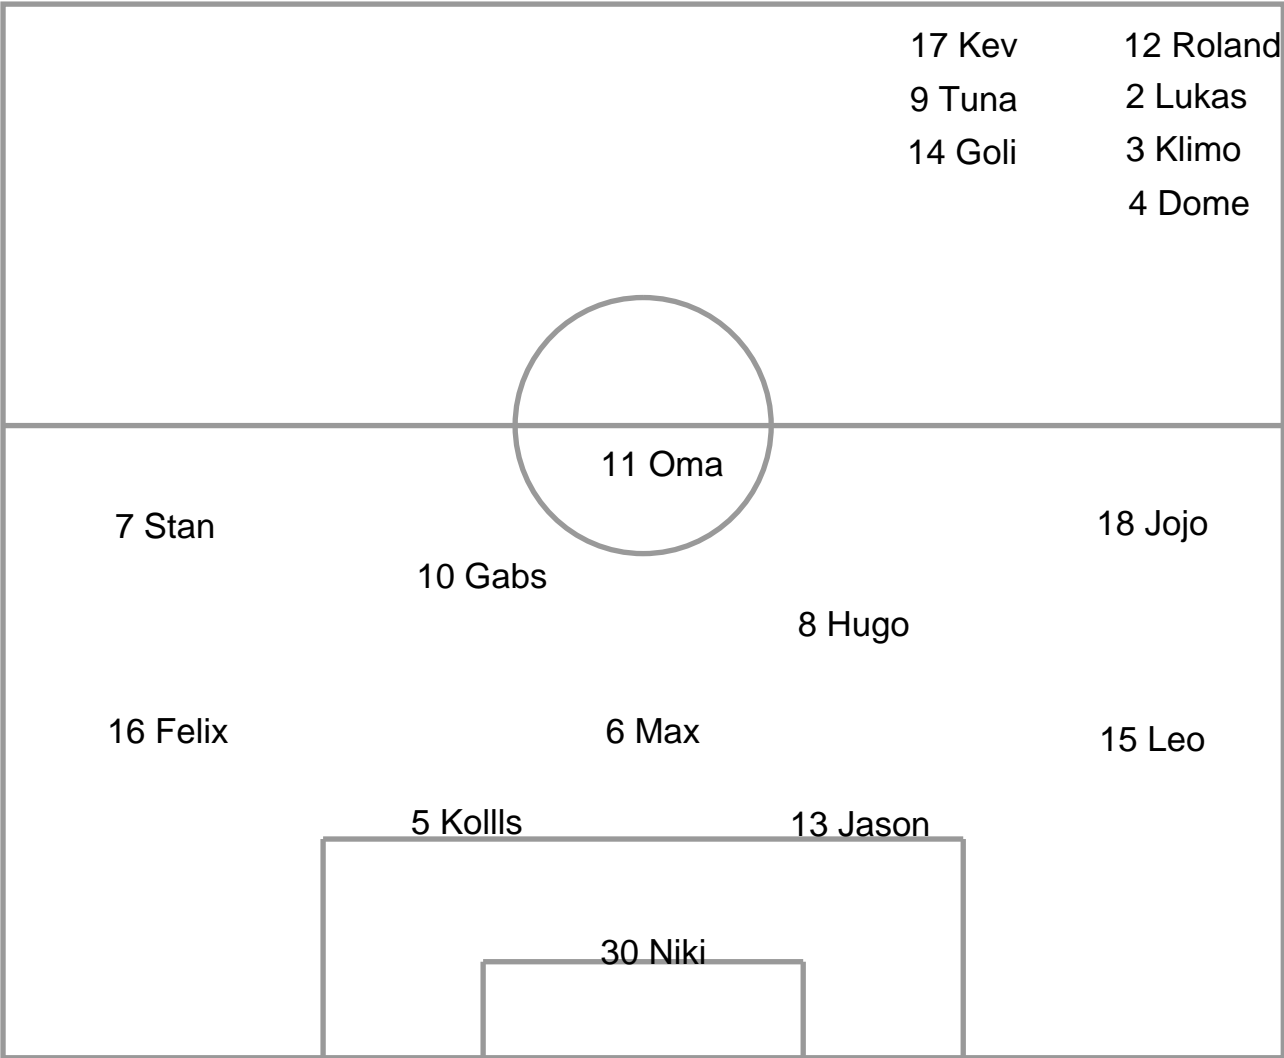 17 Kev
12 Roland
9 Tuna
2 Lukas
14 Goli
3 Klimo
4 Dome
11 Oma
7 Stan
18 Jojo
10 Gabs
8 Hugo
16 Felix
6 Max
15 Leo
5 Kollls
13 Jason
30 Niki